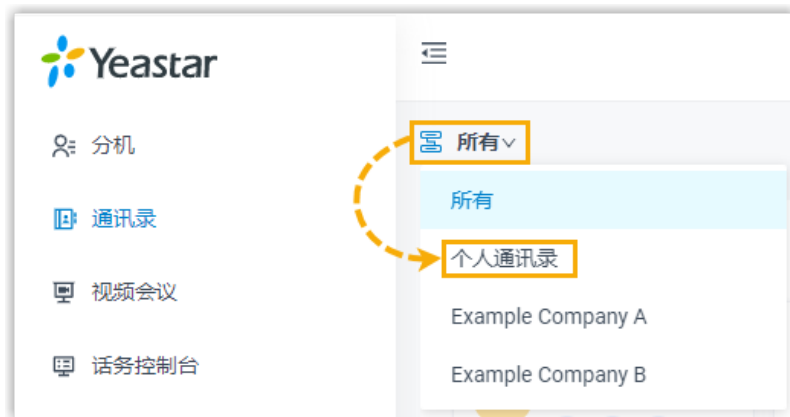 Yeastar
分机
通讯录
视频会议
话务控制台
所有
所有
个人通讯录
Example Company A
Example Company B